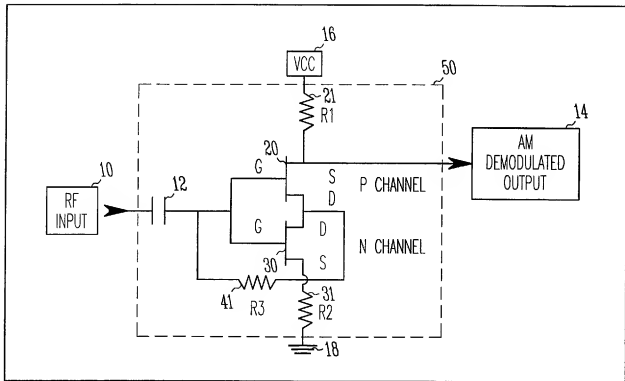 16
VCC
50
21
R1
14
AM
DEMODULATED
OUTPUT
20
10
RF
INPUT
12
G
S
P CHANNEL
D
G
D
N CHANNEL
30
S
41
R3
31
R2
18